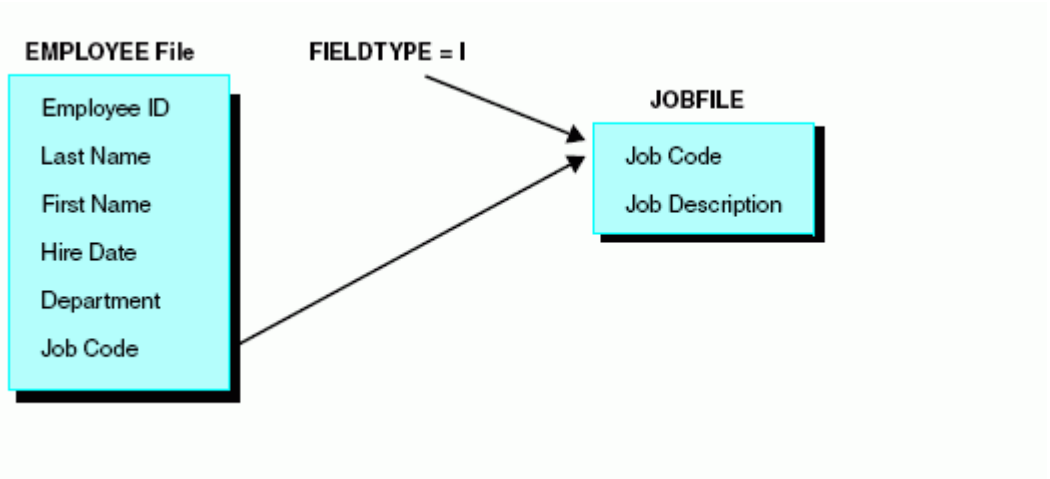 EMPLOYEE File
Employee ID
Last Name
First Name
Hire Date
Department
Job Code
FIELDTYPE = I
JOBFILE
Job Code
Job Description